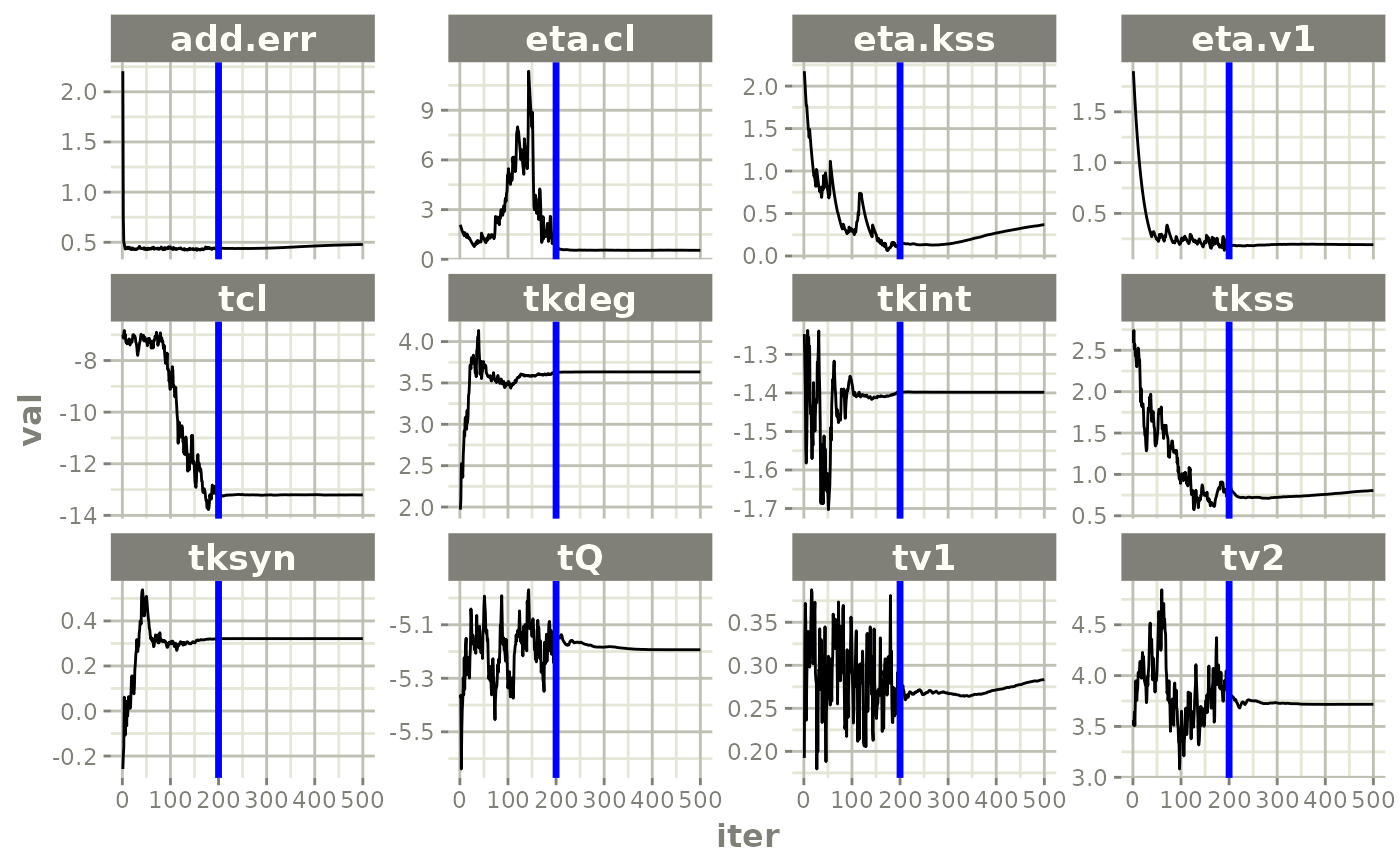 add.err eta.cl eta.kss eta.v1
2.0 1.5 1.0 0.5
9 6 3 0
2.0 1.5 1.0 0.5 0.0
1.5 1.0 0.5
tcl tkdeg tkint tkss
-8 -10 -12 -14
4.0 3.5 3.0 2.5 2.0
-1.3 -1.4 -1.5 -1.6 -1.7
2.5 2.0 1.5 1.0 0.5
tksyn tQ tv1 tv2
0.4 0.2 0.0 -0.2
-5.1 -5.3 -5.5
0.35 0.30 0.25 0.20
4.5 4.0 3.5 3.0
0 100 200 300 400 500 0 100 200 300 400 500 0 100 200 300 400 500 0 100 200 300 400 500
val
iter